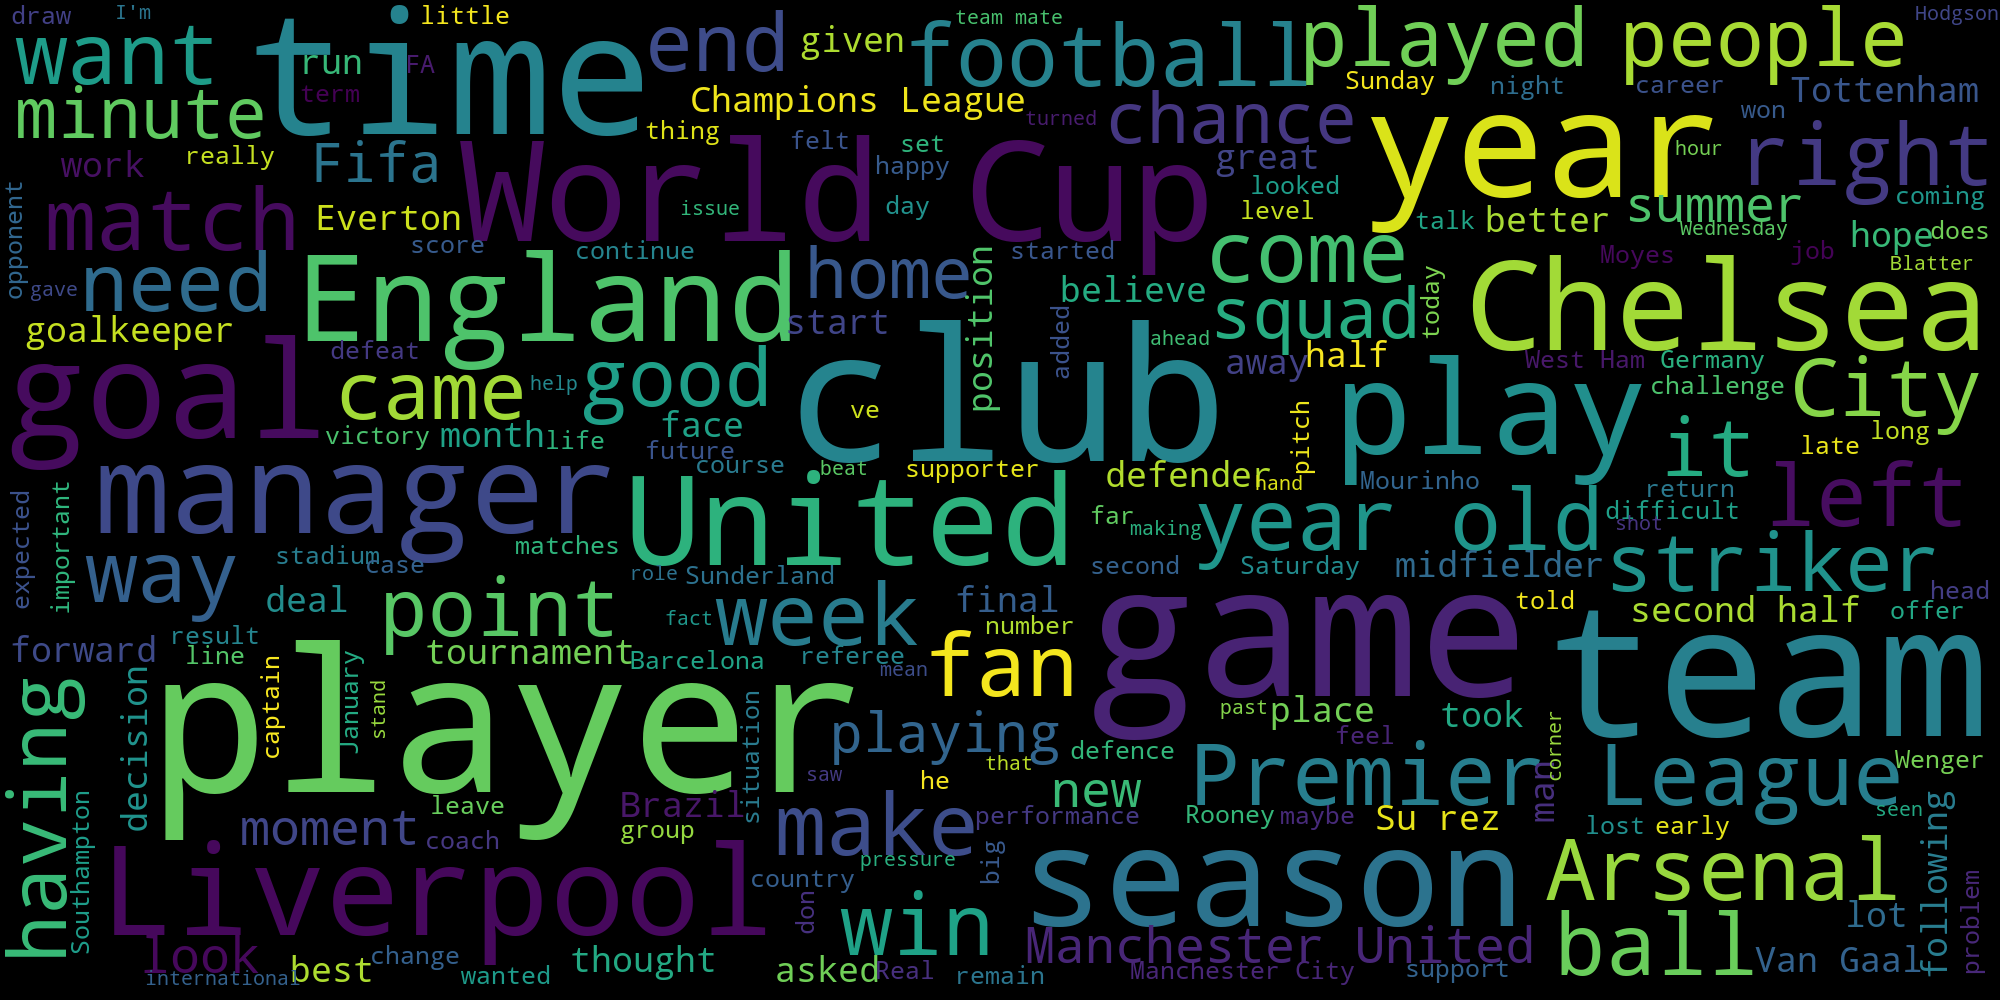 draw
I'm
little
team mate
Hodgson
want
time
end
given
football
played
people
run
FA
Sunday
night
career
Tottenham
term
minute
Champions League
chance
year
won
right
thing
turned
felt
set
great
hour
work
really
Fifa
World Cup
happy
looked
coming
match
Everton
issue
day
level
talk
better
summer
Wednesday
hope
does
opponent
score
continue
started
come
Moyes
job
Blatter
need
gave
England
home
position
believe
squad
today
Chelsea
goalkeeper
start
added
ahead
goal
defeat
came
help
good
club
away
half
play
West Ham
Germany
challenge
City
ve
victory
month
life
face
pitch
it
late
long
future
manager
course
beat
supporter
defender
hand
Mourinho
return
left
expected
important
United
far
making
year old
shot
difficult
way
stadium
case
matches
role
Sunderland
second
Saturday
midfielder
striker
head
deal
point
week
fact
final
number
game
told
second half
offer
team
forward
result
line
tournament
Barcelona
referee
mean
fan
having
decision
captain
January
stand
player
situation
playing
past
place
took
feel
defence
corner
saw
he
that
new
Premier League
Wenger
Southampton
leave
Brazil
make
performance
Rooney
maybe
Su rez
man
lost
early
seen
moment
coach
group
pressure
big
season
Arsenal
following
Liverpool
country
don
win
ball
lot
problem
look
international
best
change
wanted
thought
asked
Real
remain
Manchester United
Manchester City
support
Van Gaal